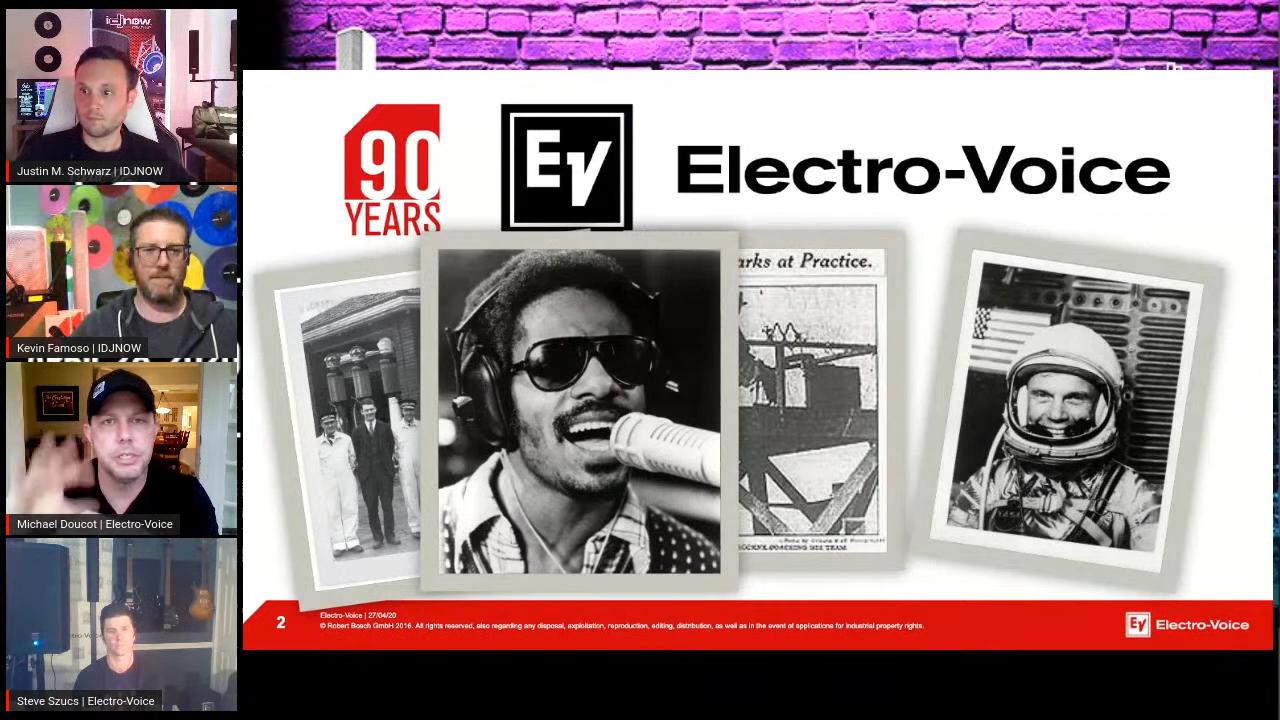 idjnow
Justin M. Schwarz | IDJNOW
Kevin Famoso | IDJNOW
Michael Doucot | Electro-Voice
Steve Szucs | Electro-Voice
90
YEARS
EV
Electro-Voice
arks at Practice.
HIS TEAM
2
Electro-Voice | 27/04/20
© Robert Bosch GmbH 2016. All rights reserved, also regarding any disposal, exploitation, reproduction, editing, distribution, as well as in the event of applications for industrial property rights.
EV Electro-Voice